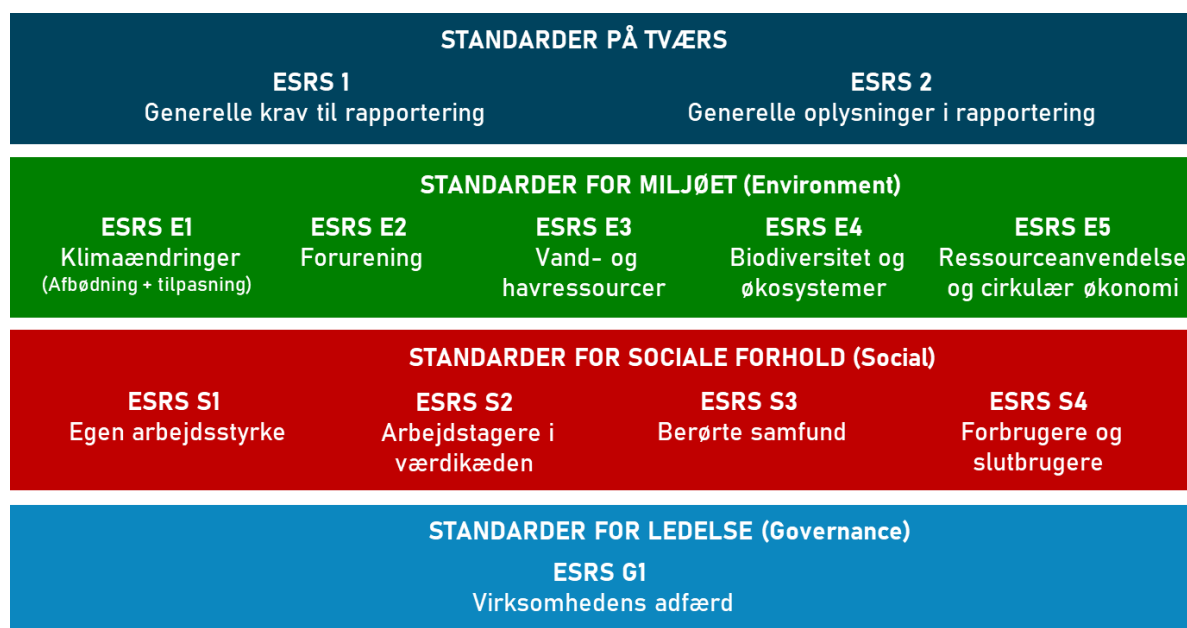 STANDARDER PÅ TVÆRS
ESRS 1
Generelle krav til rapportering
ESRS 2
Generelle oplysninger i rapportering
STANDARDER FOR MILJØET (Environment)
ESRS E1
Klimaændringer
(Afbødning + tilpasning)
ESRS E2
Forurening
ESRS E3
Vand- og
havressourcer
ESRS E4
Biodiversitet og
økosystemer
ESRS E5
Ressourceanvendelse
og cirkulær økonomi
STANDARDER FOR SOCIALE FORHOLD (Social)
ESRS S1
Egen arbejdsstyrke
ESRS S2
Arbejdstagere i
værdikæden
ESRS S3
Berørte samfund
ESRS S4
Forbrugere og
slutbrugere
STANDARDER FOR LEDELSE (Governance)
ESRS G1
Virksomhedens adfærd